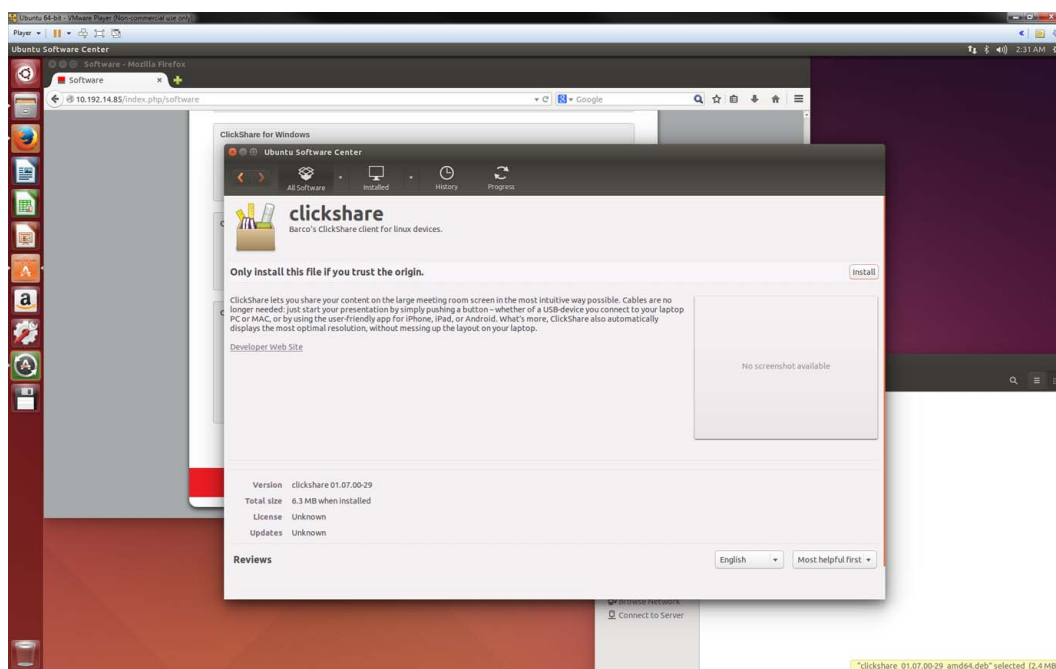 Ubuntu 64-bit - VMware Player (Non-commercial use only)
Player
Ubuntu Software Center
2:31 AM
Software - Mozilla Firefox
Software
10.192.14.85/index.php/software
Google
ClickShare for Windows
Ubuntu Software Center
All Software
Installed
History
Progress
clickshare
Barco's ClickShare client for linux devices.
Only install this file if you trust the origin.
Install
ClickShare lets you share your content on the large meeting room screen in the most intuitive way possible. Cables are no
longer needed: just start your presentation by simply pushing a button – whether of a USB-device you connect to your laptop
PC or MAC, or by using the user-friendly app for iPhone, iPad, or Android. What's more, ClickShare also automatically
displays the most optimal resolution, without messing up the layout on your laptop.
Developer Web Site
No screenshot available
Version clickshare 01.07.00-29
Total size 6.3 MB when installed
License Unknown
Updates Unknown
Reviews
English
Most helpful first
Browse Network
Connect to Server
"clickshare_01.07.00-29_amd64.deb" selected (2.4 MB